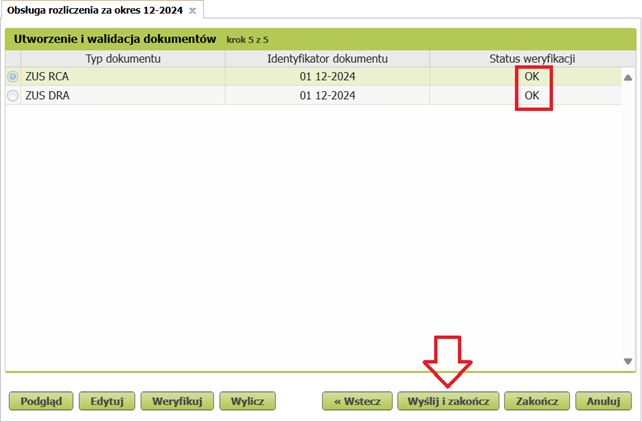 Obsługa rozliczenia za okres 12-2024
Utworzenie i walidacja dokumentów krok 5 z 5
Typ dokumentu Identyfikator dokumentu Status weryfikacji
ZUS RCA 01 12-2024 OK
ZUS DRA 01 12-2024 OK
Podgląd Edytuj Weryfikuj Wylicz « Wstecz Wyślij i zakończ Zakończ Anuluj